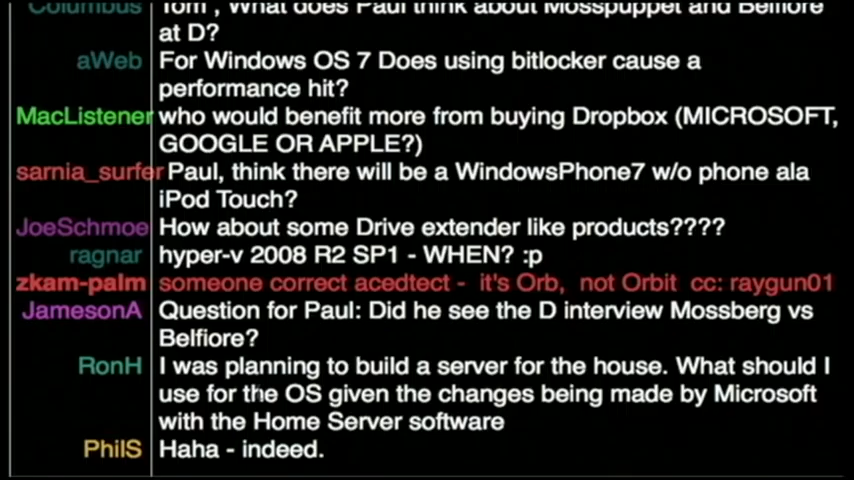 Columbus Tom , What does Paul think about Mosspuppet and Belfiore
at D?
aWeb For Windows OS 7 Does using bitlocker cause a
performance hit?
MacListener who would benefit more from buying Dropbox (MICROSOFT,
GOOGLE OR APPLE?)
sarnia_surfer Paul, think there will be a WindowsPhone7 w/o phone ala
iPod Touch?
JoeSchmoe How about some Drive extender like products????
ragnar hyper-v 2008 R2 SP1 - WHEN? :p
zkam-palm someone correct acedtect - it's Orb, not Orbit cc: raygun01
JamesonA Question for Paul: Did he see the D interview Mossberg vs
Belfiore?
RonH I was planning to build a server for the house. What should I
use for the OS given the changes being made by Microsoft
with the Home Server software
PhilS Haha - indeed.